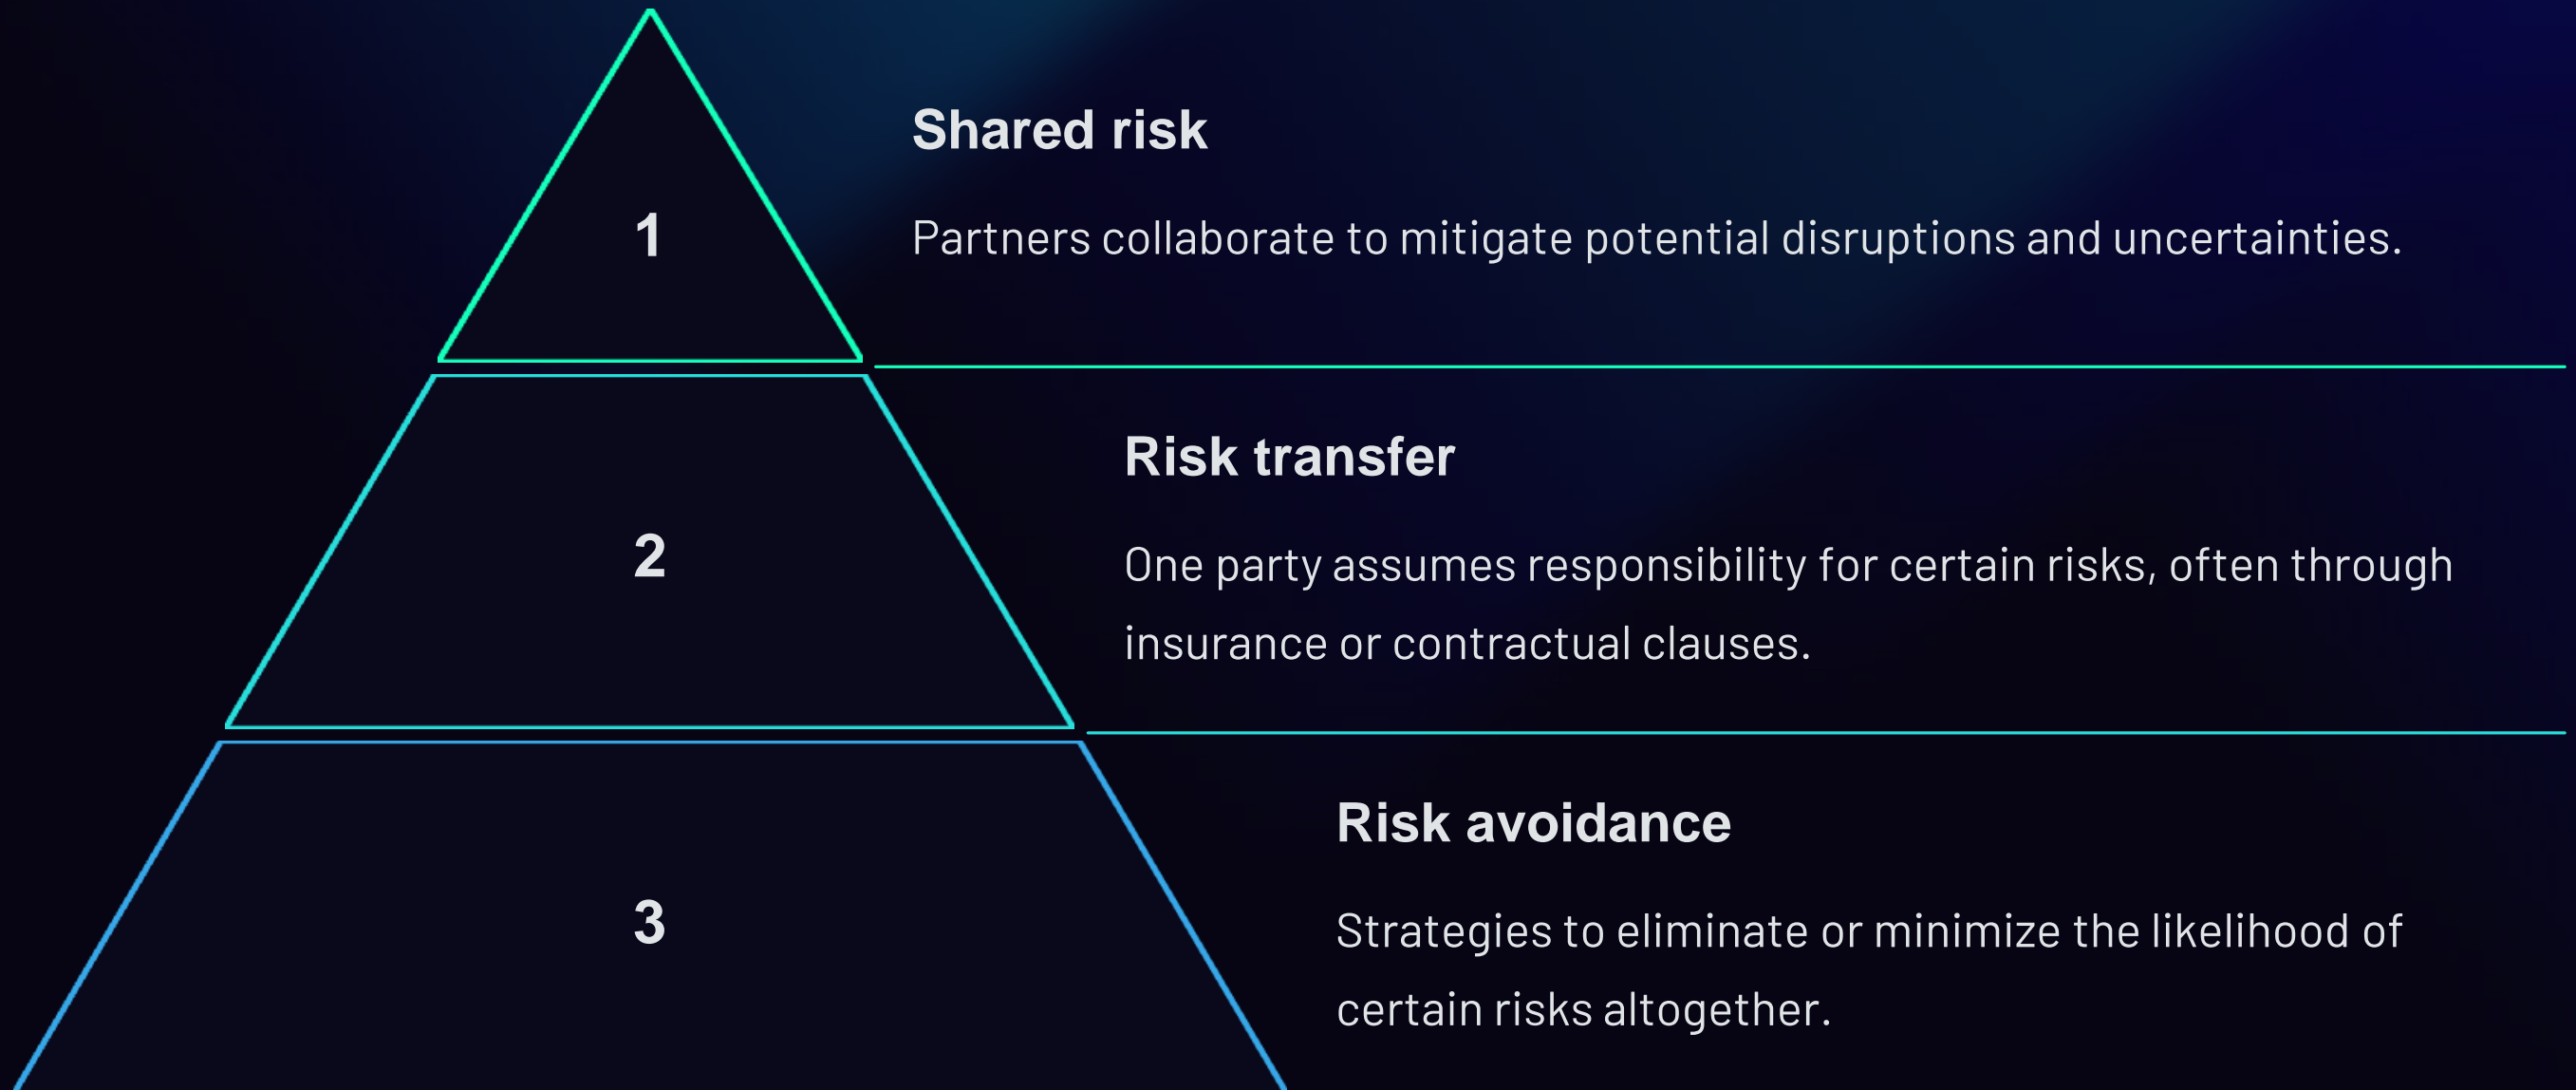 1
Shared risk
Partners collaborate to mitigate potential disruptions and uncertainties.
2
Risk transfer
One party assumes responsibility for certain risks, often through
insurance or contractual clauses.
3
Risk avoidance
Strategies to eliminate or minimize the likelihood of
certain risks altogether.